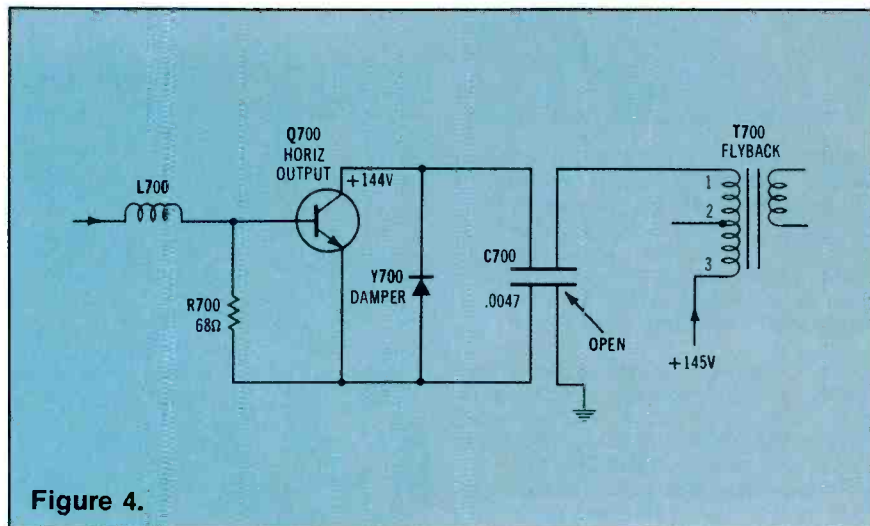 Q700
HORIZ
OUTPUT
T700
FLYBACK
L700
+144V
1
2
3
C700
Y700
DAMPER
.0047
R700
68Ω
OPEN
+145V
Figure 4.